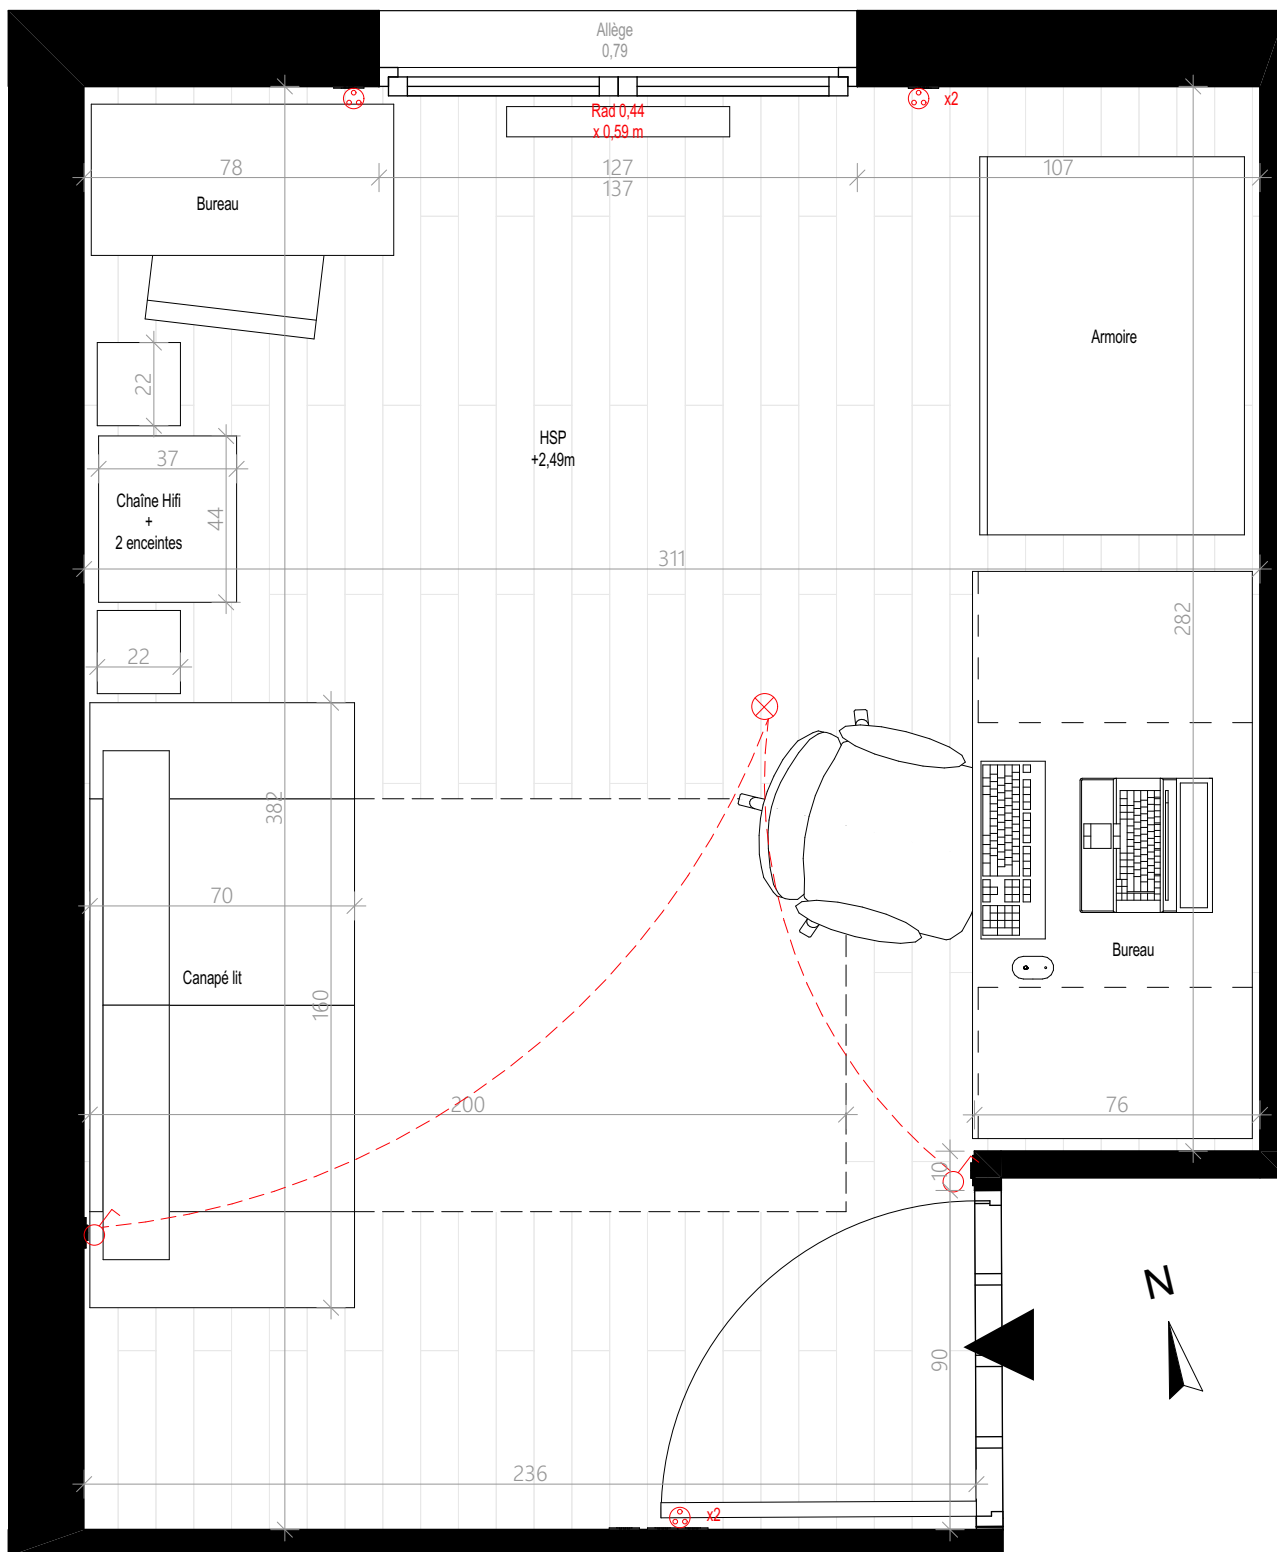 Allège
0,79
Rad 0,44
x 0,59 m
x2
78
127
137
107
Bureau
Armoire
22
HSP
+2,49m
37
Chaîne Hifi
+
2 enceintes
44
311
282
22
382
70
Canapé lit
160
Bureau
200
76
10
N
90
236
x2